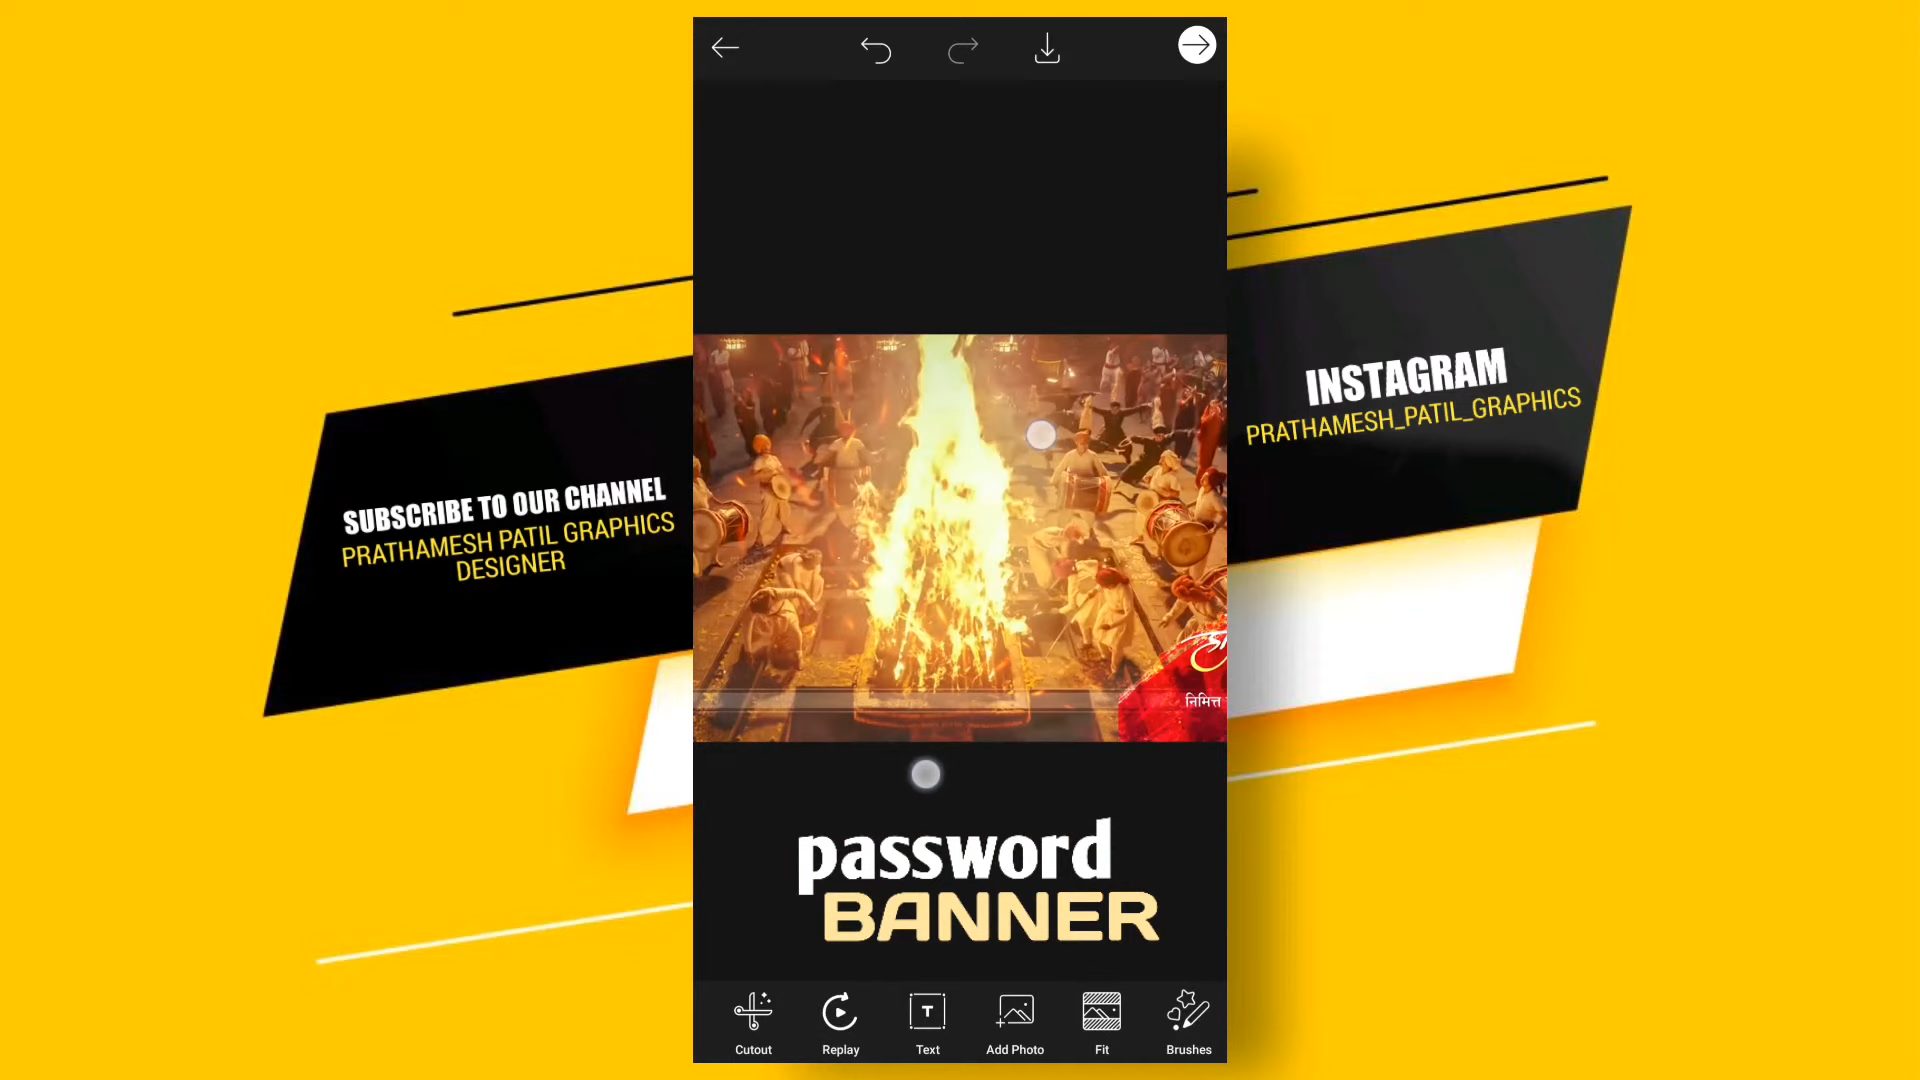 SUBSCRIBE TO OUR CHANNEL
PRATHAMESH PATIL GRAPHICS
DESIGNER
INSTAGRAM
PRATHAMESH_PATIL_GRAPHICS
निमित्त
password
BANNER
Cutout
Replay
Text
Add Photo
Fit
Brushes